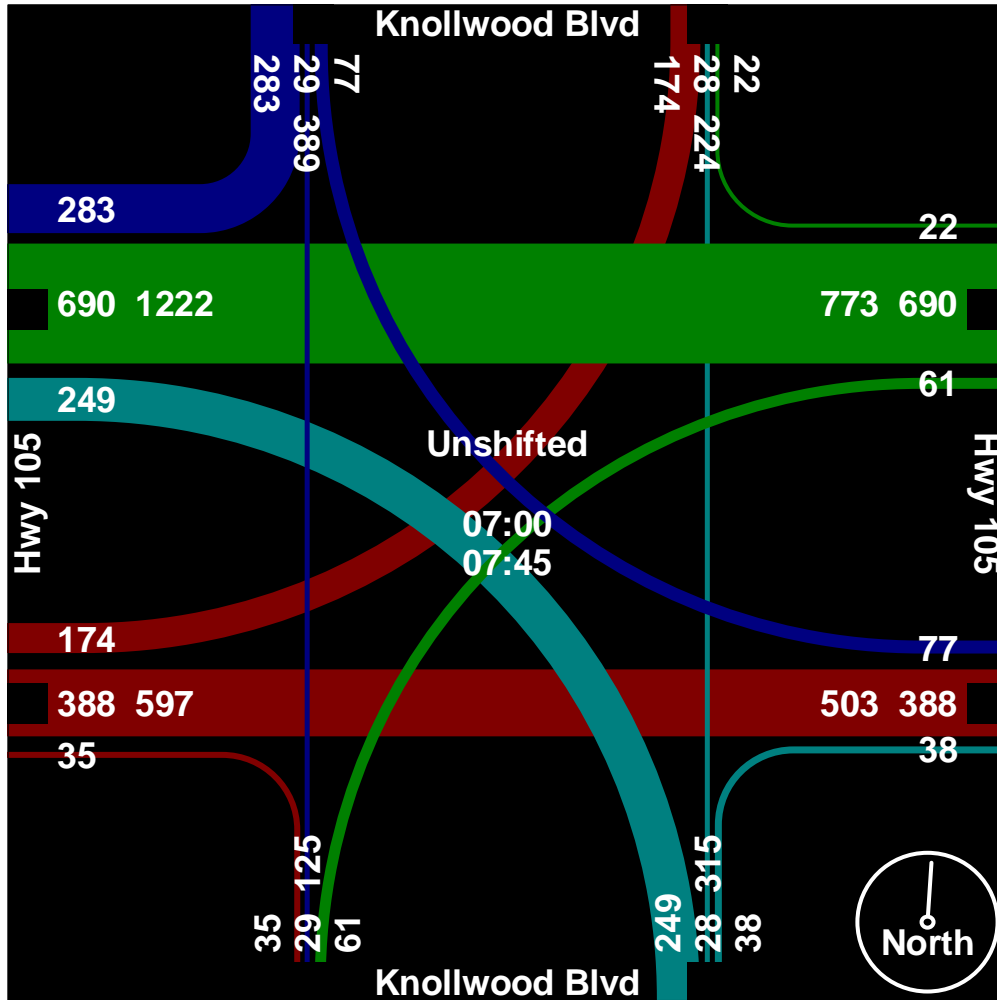 Knollwood Blvd
283 29 77 174 28 22
389 224
283
22
690 1222 773 690
249 61
Unshifted
Hwy 105
Hwy 105
07:00
07:45
174 77
388 597 503 388
35 38
125 315
35 29 61 249 28 38
North
Knollwood Blvd